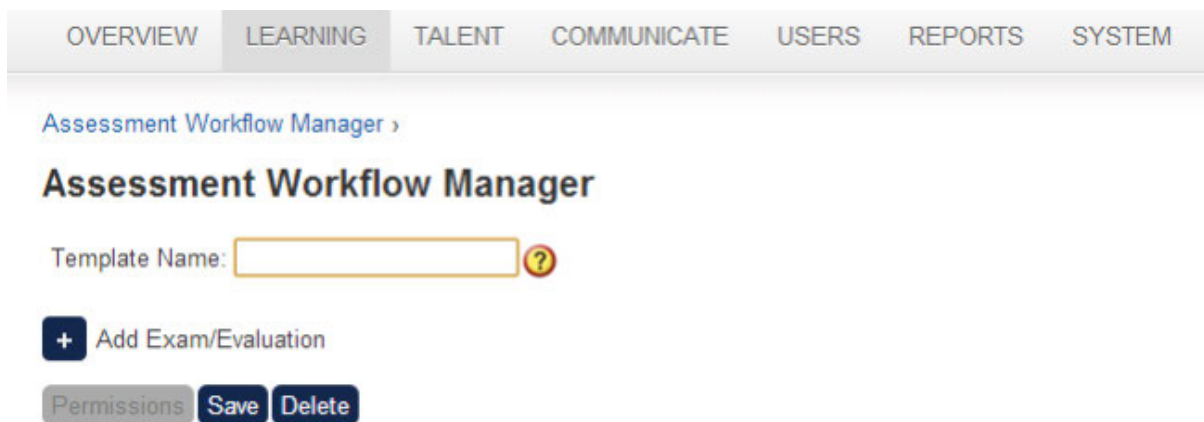 OVERVIEW LEARNING TALENT COMMUNICATE USERS REPORTS SYSTEM
Assessment Workflow Manager ›
Assessment Workflow Manager
Template Name: ?
+ Add Exam/Evaluation
Permissions Save Delete